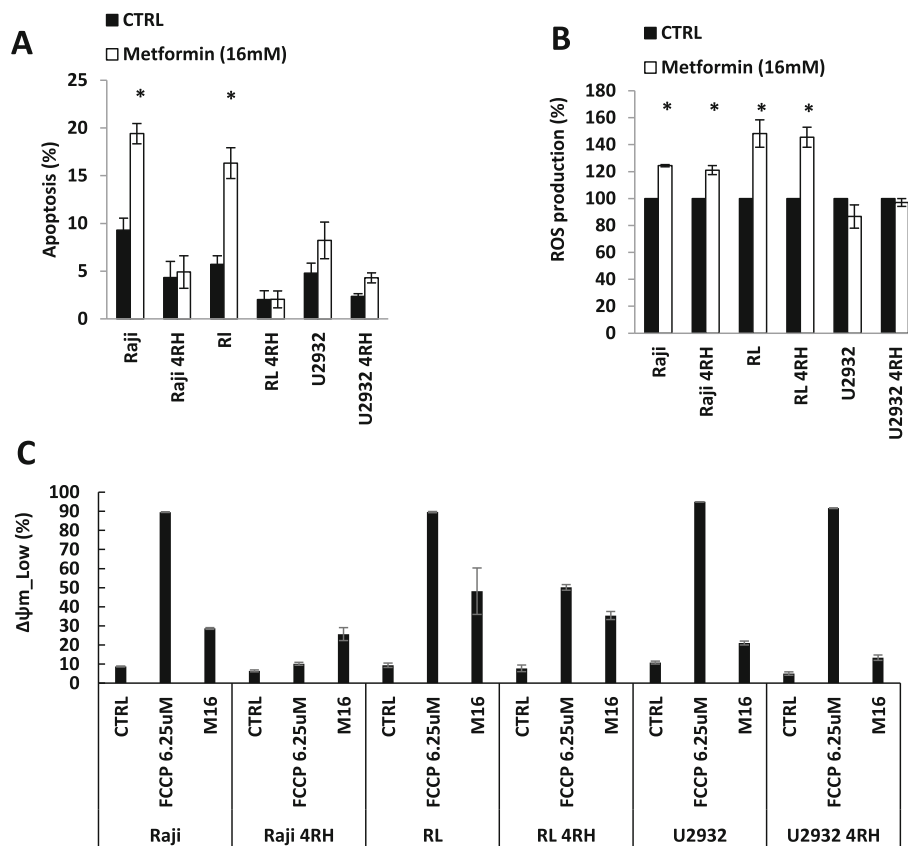 A
CTRL
Metformin (16mM)
Apoptosis (%)
25
20
15
10
5
0
*
*
Raji
Raji 4RH
Rl
RL 4RH
U2932
U2932 4RH
B
CTRL
Metformin (16mM)
ROS production (%)
180
160
140
120
100
80
60
40
20
0
* * * *
Raji
Raji 4RH
RL
RL 4RH
U2932
U2932 4RH
C
Δψm_Low (%)
100
90
80
70
60
50
40
30
20
10
0
CTRL
FCCP 6.25uM
M16
CTRL
FCCP 6.25uM
M16
CTRL
FCCP 6.25uM
M16
CTRL
FCCP 6.25uM
M16
CTRL
FCCP 6.25uM
M16
CTRL
FCCP 6.25uM
M16
Raji
Raji 4RH
RL
RL 4RH
U2932
U2932 4RH